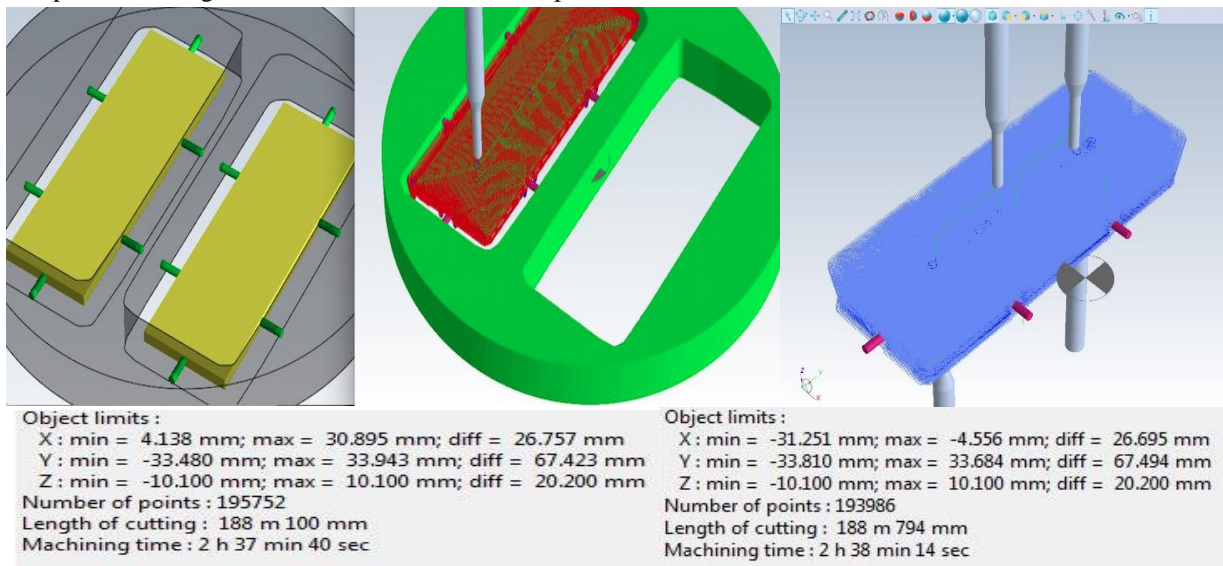 Object limits :
X : min = 4.138 mm; max = 30.895 mm; diff = 26.757 mm
Y : min = -33.480 mm; max = 33.943 mm; diff = 67.423 mm
Z : min = -10.100 mm; max = 10.100 mm; diff = 20.200 mm
Number of points : 195752
Length of cutting : 188 m 100 mm
Machining time : 2 h 37 min 40 sec
Object limits :
X : min = -31.251 mm; max = -4.556 mm; diff = 26.695 mm
Y : min = -33.810 mm; max = 33.684 mm; diff = 67.494 mm
Z : min = -10.100 mm; max = 10.100 mm; diff = 20.200 mm
Number of points : 193986
Length of cutting : 188 m 794 mm
Machining time : 2 h 38 min 14 sec